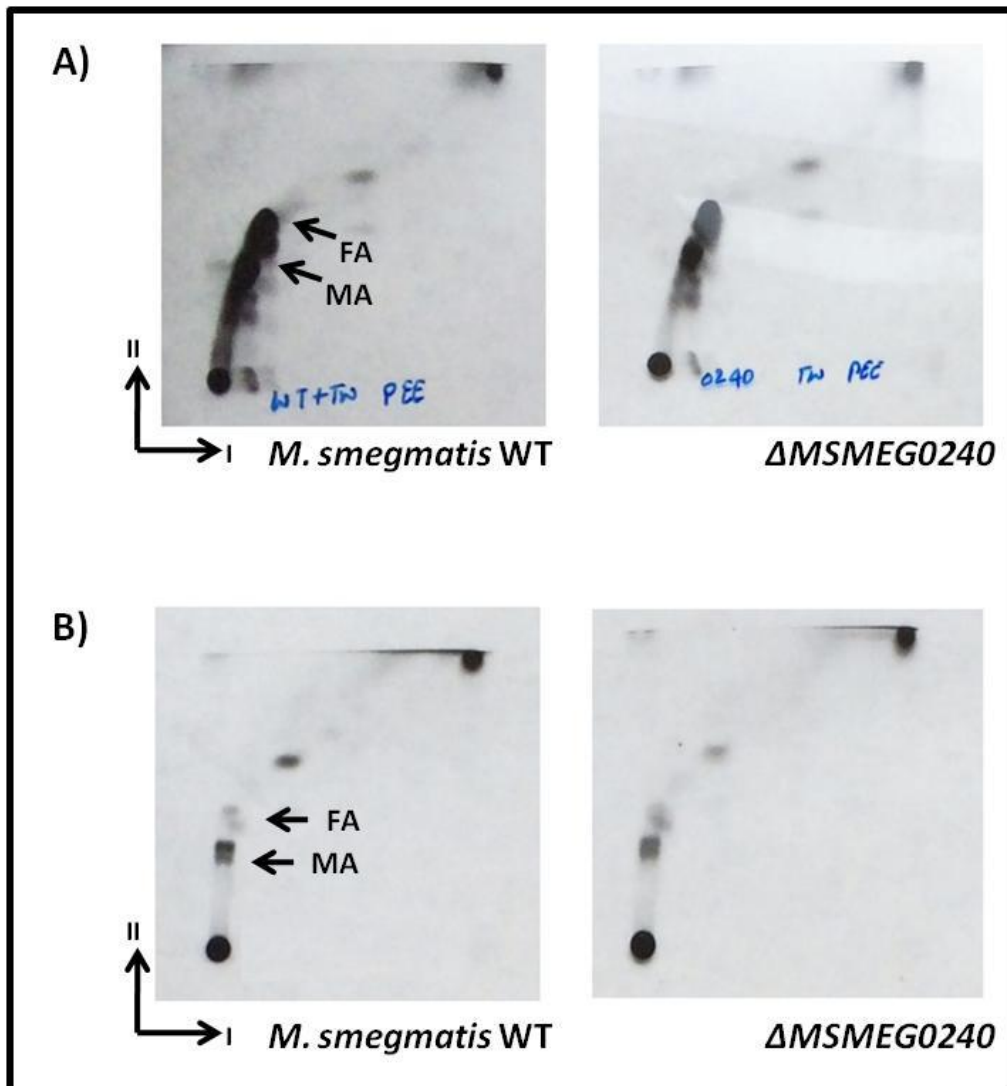 A)
FA
MA
II
WT+TW PEE
0240 TW PEE
I
M. smegmatis WT
ΔMSMEG0240
B)
FA
MA
II
I
M. smegmatis WT
ΔMSMEG0240